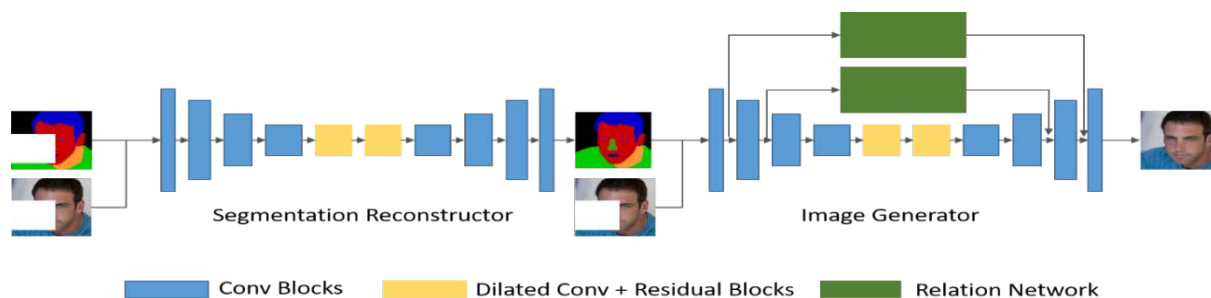 Segmentation Reconstructor
Image Generator
Conv Blocks
Dilated Conv + Residual Blocks
Relation Network